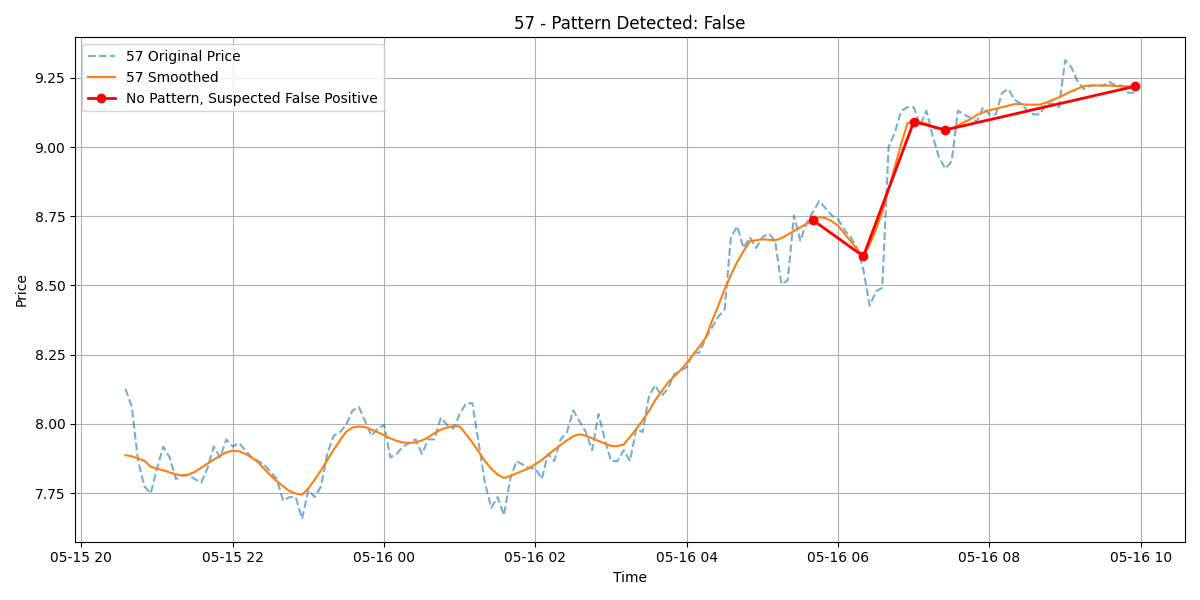 57 - Pattern Detected: False
57 Original Price
57 Smoothed
No Pattern, Suspected False Positive
Price
9.25
9.00
8.75
8.50
8.25
8.00
7.75
05-15 20 05-15 22 05-16 00 05-16 02 05-16 04 05-16 06 05-16 08 05-16 10
Time